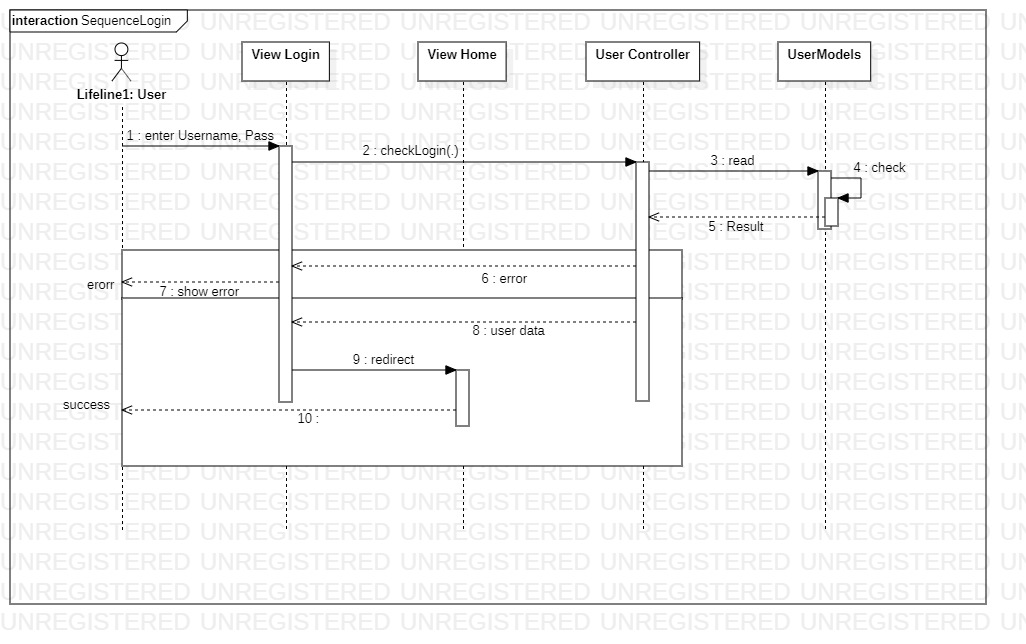 interaction SequenceLogin
View Login
View Home
User Controller
UserModels
Lifeline1: User
1 : enter Username, Pass
2 : checkLogin(.)
3 : read
4 : check
5 : Result
6 : error
erorr
7 : show error
8 : user data
9 : redirect
success
10 :
UNREGISTERED